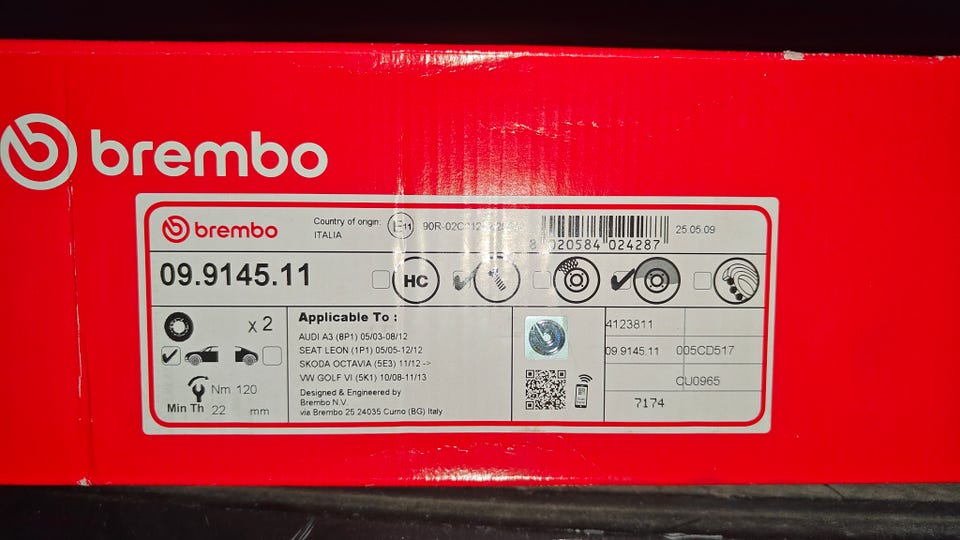 brembo
brembo
Country of origin:
ITALIA
E11
8 020584 024287
25.05.09
09.9145.11
HC
x 2
Nm 120
Min Th 22 mm
Applicable To :
AUDI A3 (8P1) 05/03-08/12
SEAT LEON (1P1) 05/05-12/12
SKODA OCTAVIA (5E3) 11/12 ->
VW GOLF VI (5K1) 10/08-11/13
Designed & Engineered by
Brembo N.V.
via Brembo 25 24035 Curno (BG) Italy
4123811
09.9145.11 005CD517
CU0965
7174